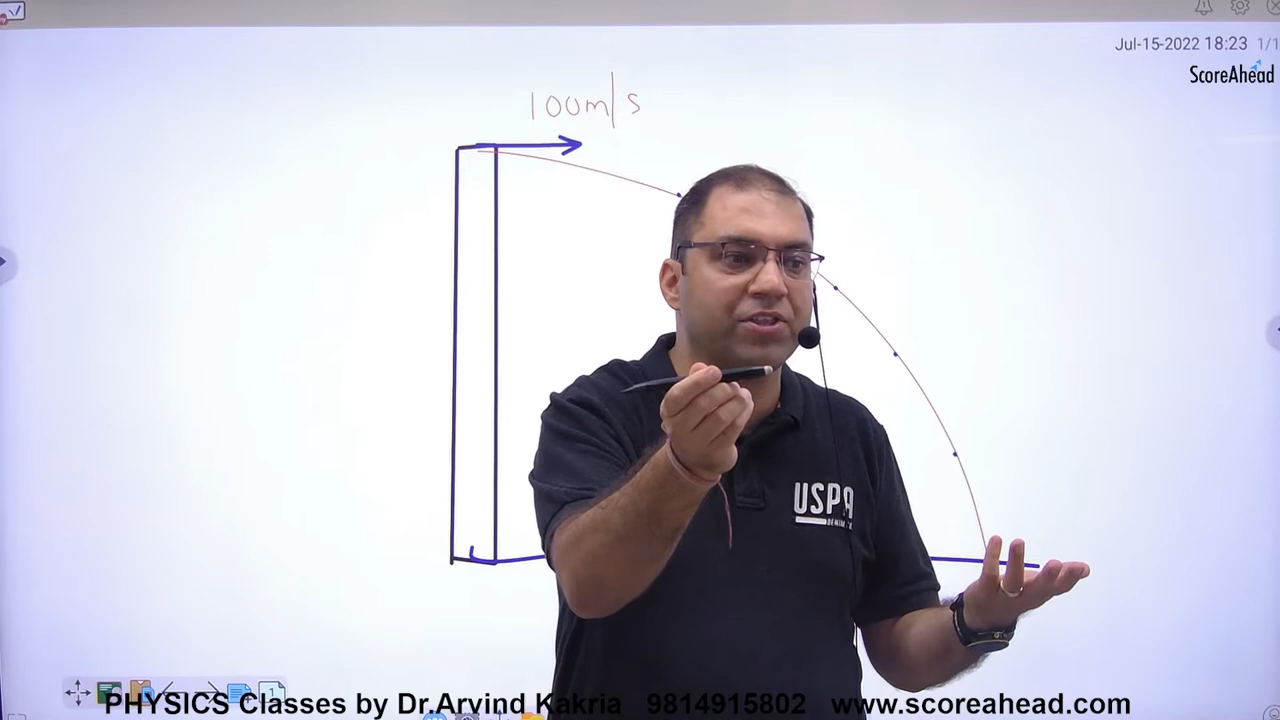 Jul-15-2022 18:23 1/1
ScoreAhead
100m/s
USPA
PHYSICS Classes by Dr.Arvind Kakria 9814915802 www.scoreahead.com